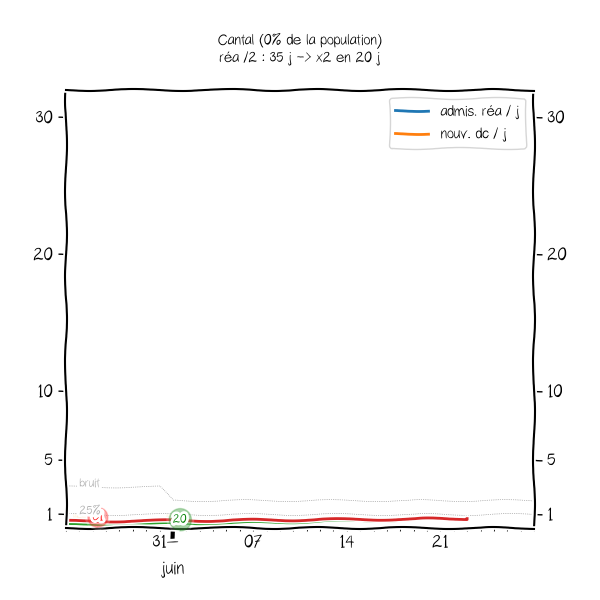 Cantal (0% de la population)
réa /2 : 35 j -> x2 en 20 j
admis. réa / j
nouv. dc / j
30
30
20
20
10
10
5
5
bruit
25%
20
1
1
31
07
14
21
juin